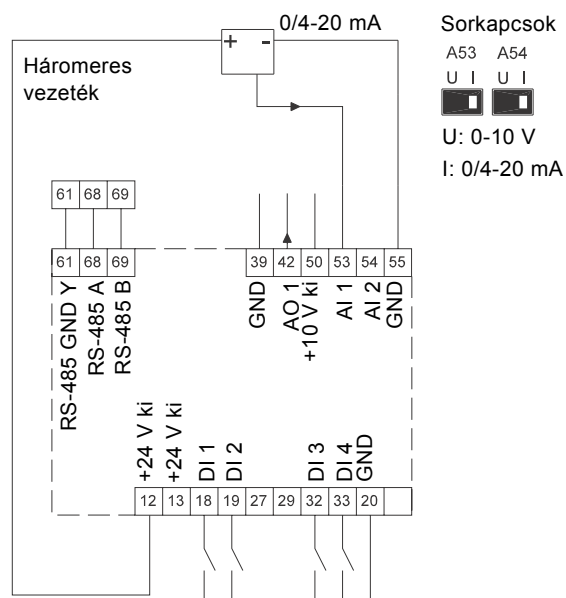 + - 0/4-20 mA
Háromeres
vezeték
Sorkapcsok
A53 A54
U I U I
U: 0-10 V
I: 0/4-20 mA
61 68 69
61 68 69 39 42 50 53 54 55
RS-485 GND Y
RS-485 A
RS-485 B
GND
AO 1
+10 V ki
AI 1
AI 2
GND
+24 V ki
+24 V ki
DI 1
DI 2
DI 3
DI 4
GND
12 13 18 19 27 29 32 33 20